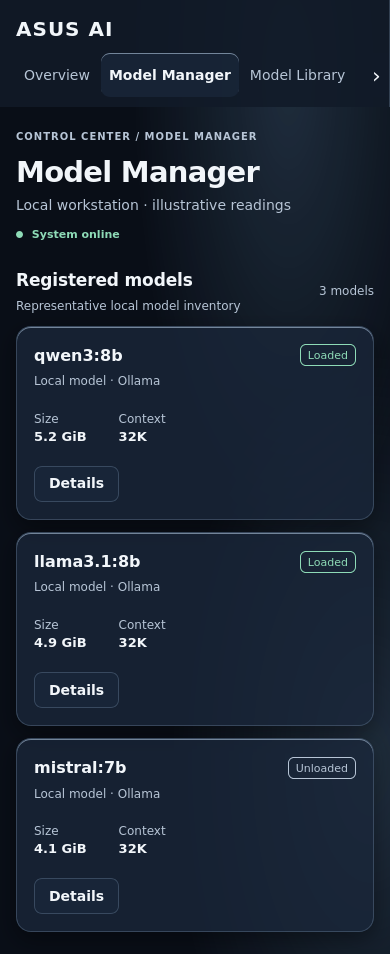 ASUS AI
Overview Model Manager Model Library ›
CONTROL CENTER / MODEL MANAGER
Model Manager
Local workstation · illustrative readings
System online
Registered models
3 models
Representative local model inventory
qwen3:8b Loaded
Local model · Ollama
Size Context
5.2 GiB 32K
Details
llama3.1:8b Loaded
Local model · Ollama
Size Context
4.9 GiB 32K
Details
mistral:7b Unloaded
Local model · Ollama
Size Context
4.1 GiB 32K
Details